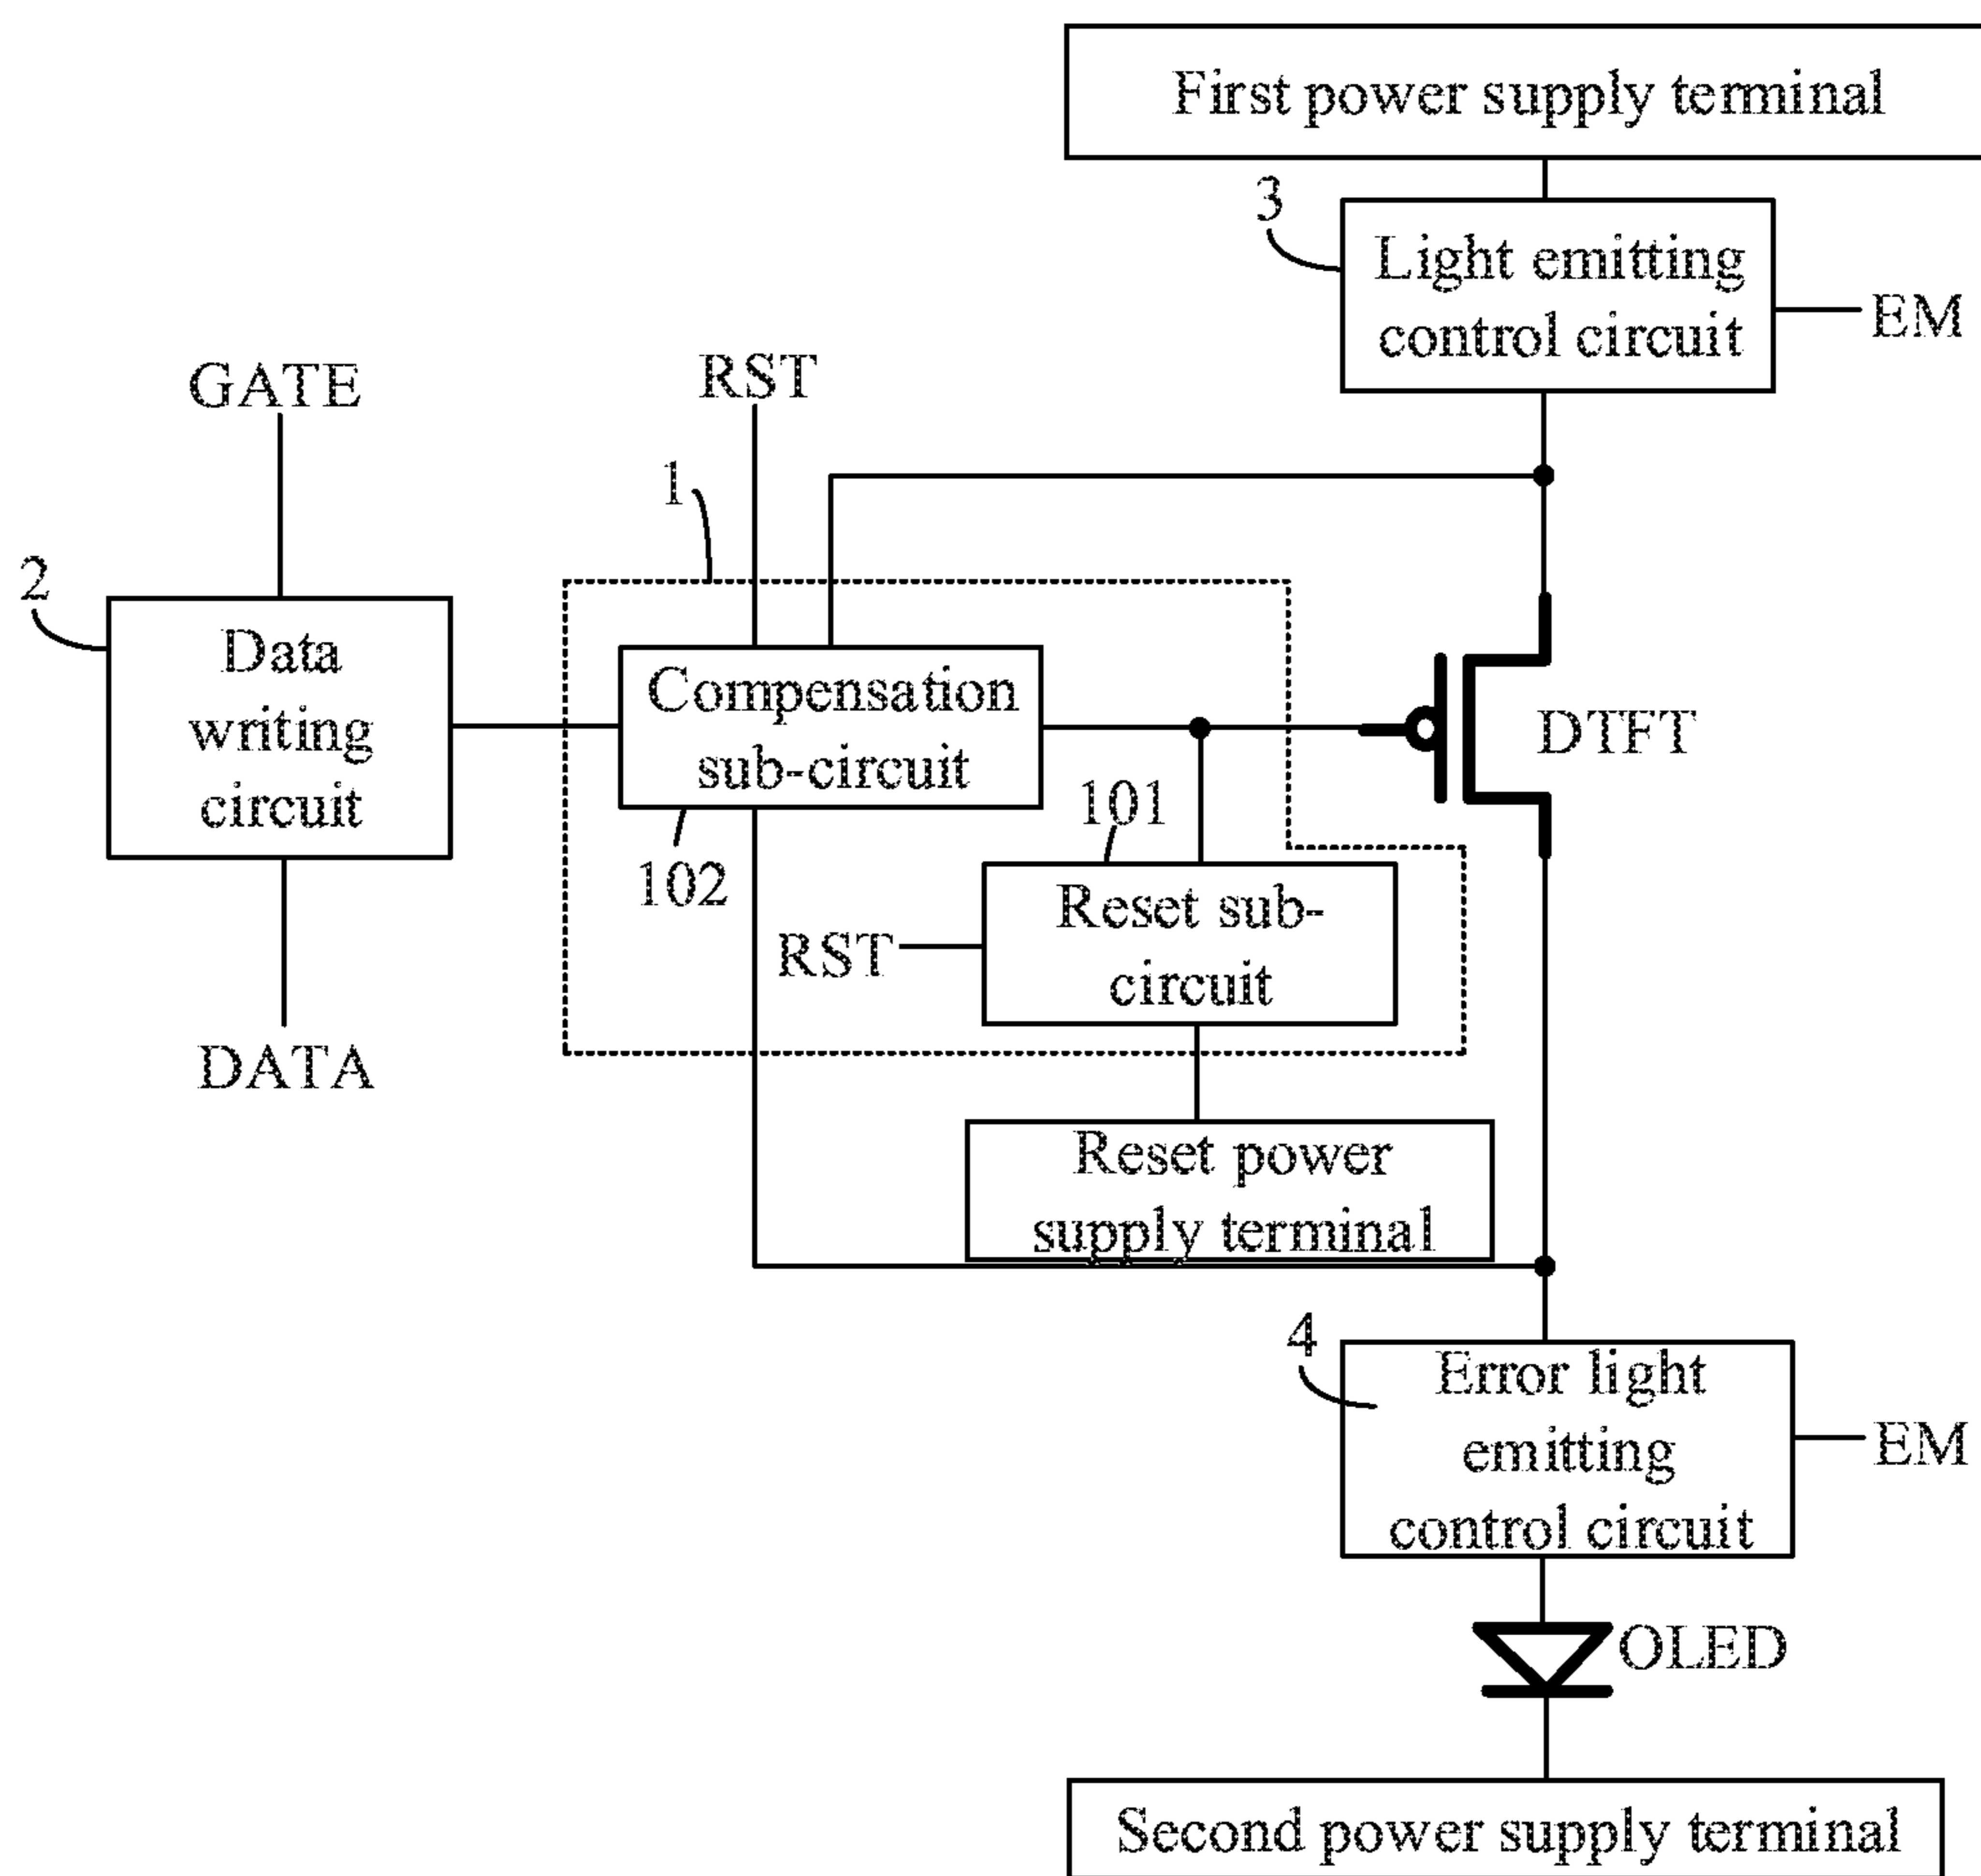 First power supply terminal
3
Light emitting
control circuit
EM
GATE
RST
1
2
Data
writing
circuit
Compensation
sub-circuit
DTFT
101
102
Reset sub-
circuit
RST
DATA
Reset power
supply terminal
4
Error light
emitting
control circuit
EM
OLED
Second power supply terminal